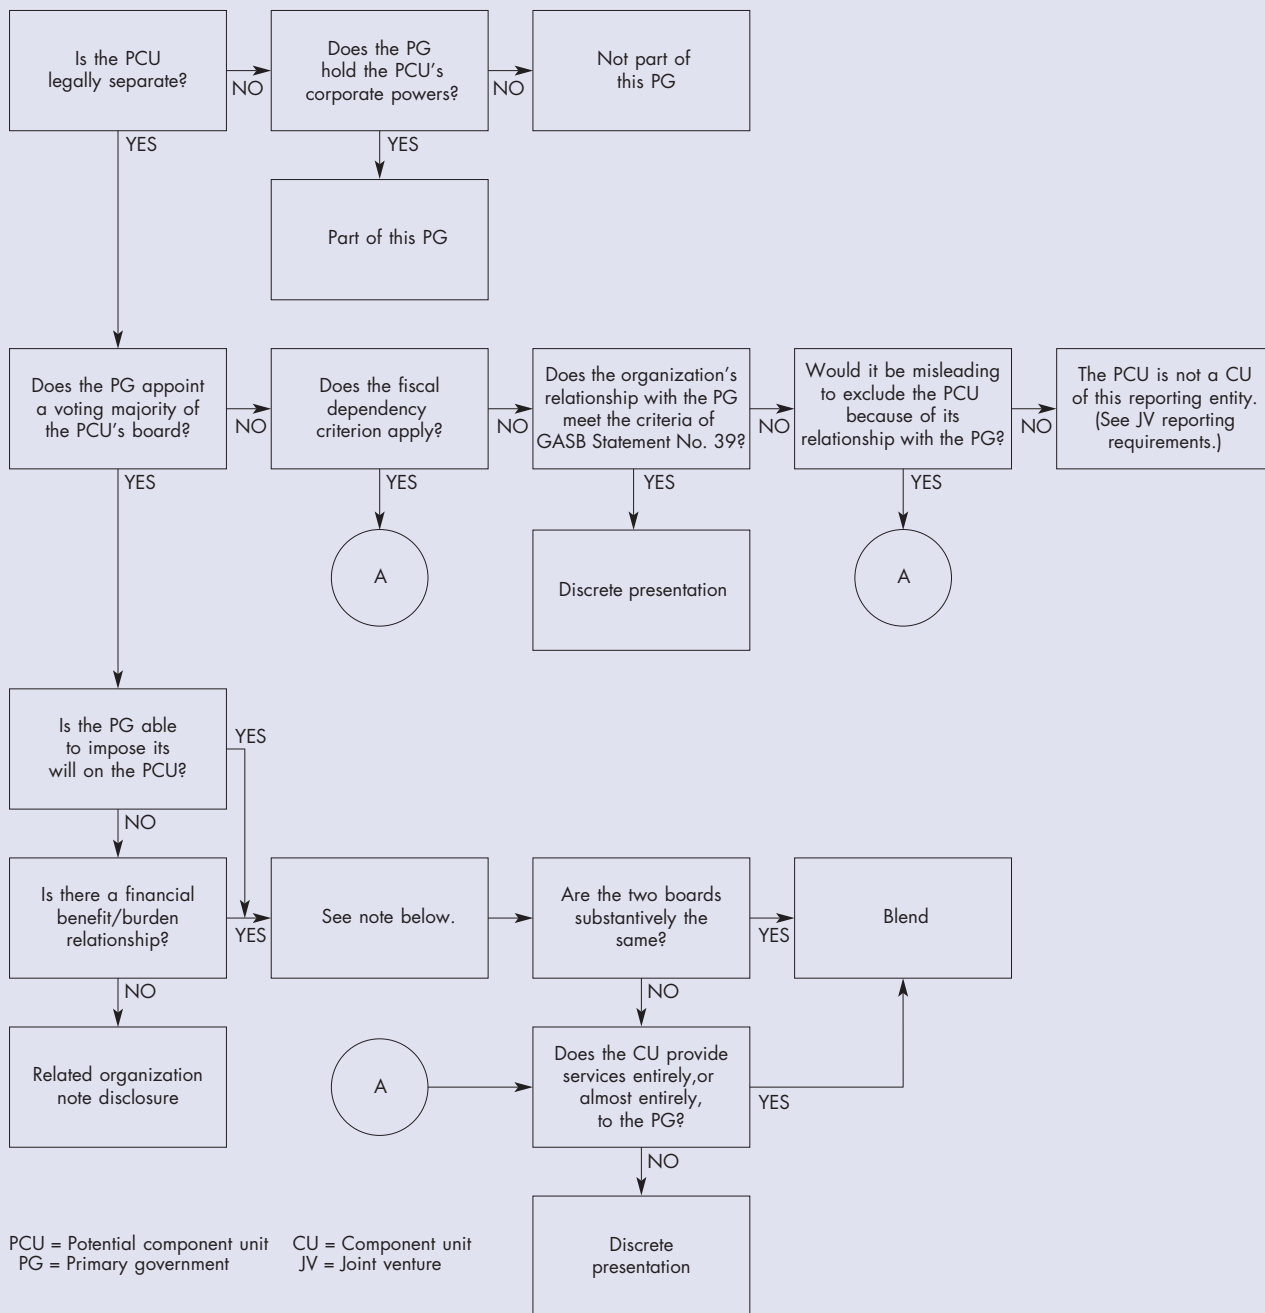 Is the PCU
legally separate?
NO
Does the PG
hold the PCU's
corporate powers?
NO
Not part of
this PG
YES
YES
Part of this PG
Does the PG appoint
a voting majority of
the PCU's board?
NO
Does the fiscal
dependency
criterion apply?
NO
Does the organization's
relationship with the PG
meet the criteria of
GASB Statement No. 39?
NO
Would it be misleading
to exclude the PCU
because of its
relationship with the PG?
NO
The PCU is not a CU
of this reporting entity.
(See JV reporting
requirements.)
YES
YES
YES
YES
A
Discrete presentation
A
Is the PG able
to impose its
will on the PCU?
YES
NO
Is there a financial
benefit/burden
relationship?
YES
See note below.
Are the two boards
substantively the
same?
YES
Blend
NO
NO
Related organization
note disclosure
A
Does the CU provide
services entirely,or
almost entirely,
to the PG?
YES
NO
Discrete
presentation
PCU = Potential component unit CU = Component unit
PG = Primary government JV = Joint venture